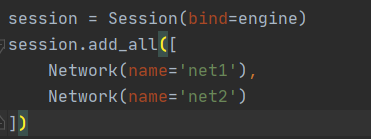 session = Session(bind=engine)
session.add_all([
    Network(name='net1'),
    Network(name='net2')
])